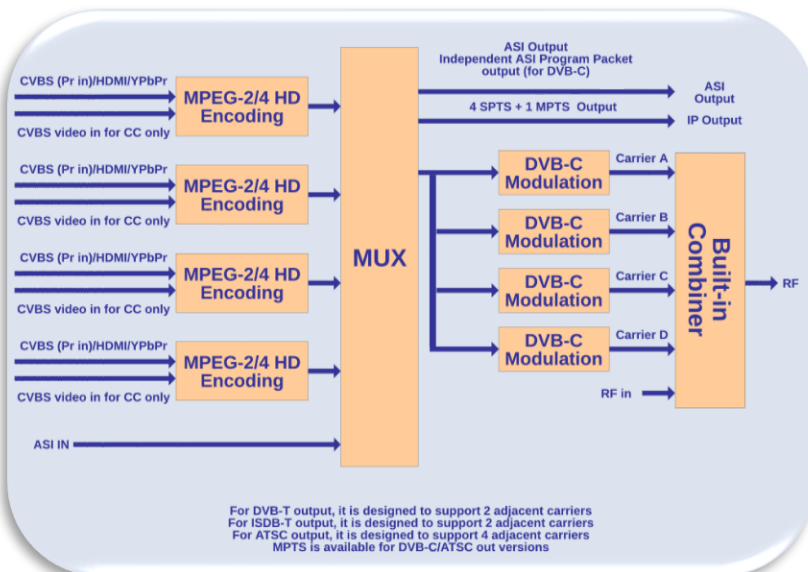 ASI Output
Independent ASI Program Packet
output (for DVB-C)
CVBS (Pr in)/HDMI/YPbPr
MPEG-2/4 HD
Encoding
CVBS video in for CC only
ASI
Output
4 SPTS + 1 MPTS Output
IP Output
CVBS (Pr in)/HDMI/YPbPr
MPEG-2/4 HD
Encoding
CVBS video in for CC only
CVBS (Pr in)/HDMI/YPbPr
MPEG-2/4 HD
Encoding
CVBS video in for CC only
CVBS (Pr in)/HDMI/YPbPr
MPEG-2/4 HD
Encoding
CVBS video in for CC only
ASI IN
MUX
DVB-C
Modulation
Carrier A
DVB-C
Modulation
Carrier B
DVB-C
Modulation
Carrier C
DVB-C
Modulation
Carrier D
RF in
Built-in
Combiner
RF
For DVB-T output, it is designed to support 2 adjacent carriers
For ISDB-T output, it is designed to support 2 adjacent carriers
For ATSC output, it is designed to support 4 adjacent carriers
MPTS is available for DVB-C/ATSC out versions